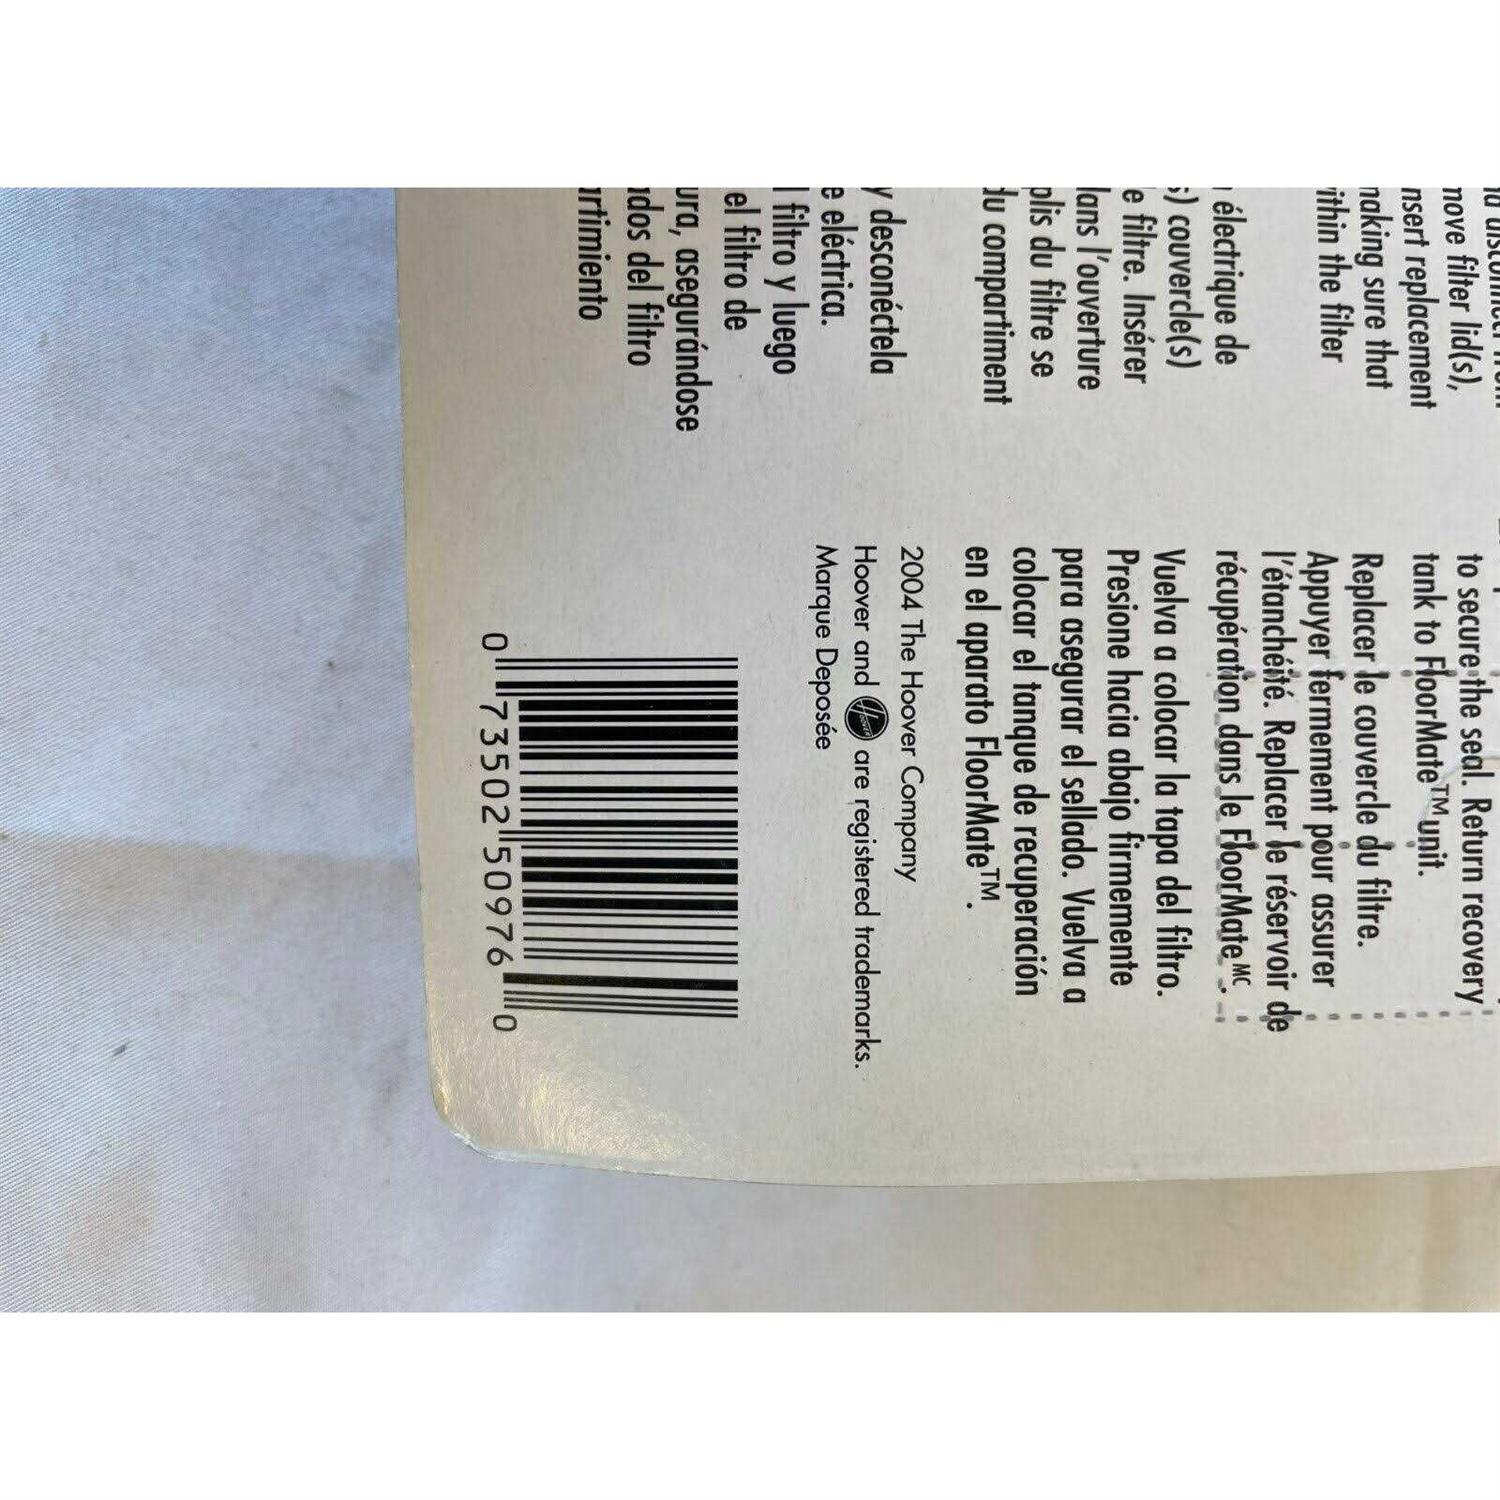 move filter lid(s),
nsert replacement
making sure that
ithin the filter
électrique de
s) couvercle(s)
e filtre. Insérer
dans l'ouverture
plis du filtre se
du compartiment
y desconéctela
e eléctrica.
l filtro y luego
el filtro de
ura, asegurándose
ados del filtro
artimiento
to secure the seal. Return recovery
tank to FloorMate™ unit.
Replacer le couvercle du filtre.
Appuyer fermement pour assurer
l'étanchéité. Replacer le réservoir de
récupération dans le FloorMate MC.
Vuelva a colocar la tapa del filtro.
Presione hacia abajo firmemente
para asegurar el sellado. Vuelva a
colocar el tanque de recuperación
en el aparato FloorMate™.
2004 The Hoover Company
Hoover and HOOVER are registered trademarks.
Marque Deposée
0 73502 50976 0